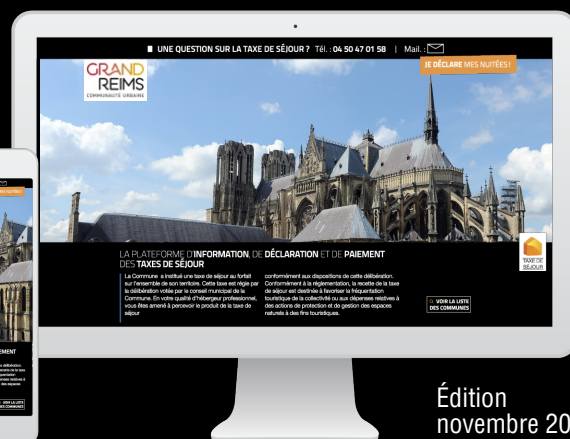 UNE QUESTION SUR LA TAXE DE SÉJOUR ? Tél. : 04 50 47 01 58 | Mail. :
JE DÉCLARE MES NUITÉES !
GRAND
REIMS
COMMUNAUTÉ URBAINE
LA PLATEFORME D'INFORMATION, DE DÉCLARATION ET DE PAIEMENT
DES TAXES DE SÉJOUR
La Commune a institué une taxe de séjour au forfait
sur l'ensemble de son territoire. Cette taxe est régie par
la délibération votée par le conseil municipal de la
Commune. En votre qualité d'hébergeur professionnel,
vous êtes amené à percevoir le produit de la taxe de
séjour
conformément aux dispositions de cette délibération.
Conformément à la réglementation, la recette de la taxe
de séjour est destinée à favoriser la fréquentation
touristique de la collectivité ou aux dépenses relatives à
des actions de protection et de gestion des espaces
naturels à des fins touristiques.
TAXE DE
SÉJOUR
VOIR LA LISTE
DES COMMUNES
VOIR LA LISTE
DES COMMUNES
Édition
novembre 20